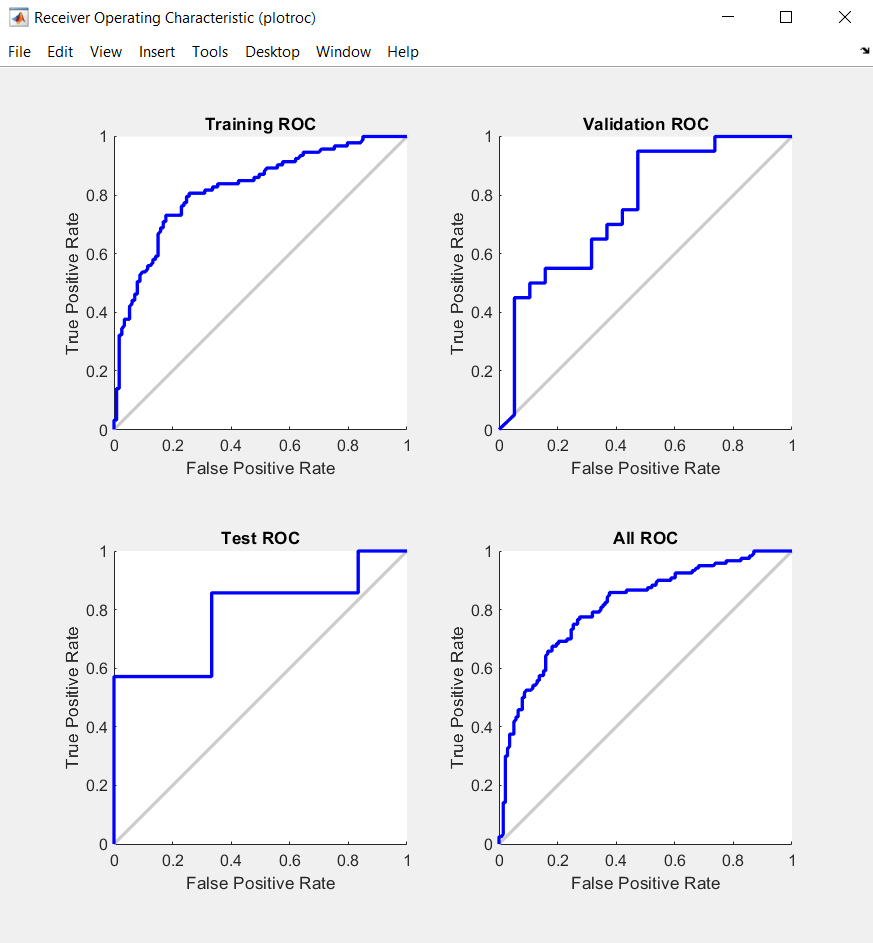 Receiver Operating Characteristic (plotroc)
File Edit View Insert Tools Desktop Window Help
Training ROC
1
0.8
0.6
0.4
0.2
0
True Positive Rate
0 0.2 0.4 0.6 0.8 1
False Positive Rate
Validation ROC
1
0.8
0.6
0.4
0.2
0
True Positive Rate
0 0.2 0.4 0.6 0.8 1
False Positive Rate
Test ROC
1
0.8
0.6
0.4
0.2
0
True Positive Rate
0 0.2 0.4 0.6 0.8 1
False Positive Rate
All ROC
1
0.8
0.6
0.4
0.2
0
True Positive Rate
0 0.2 0.4 0.6 0.8 1
False Positive Rate